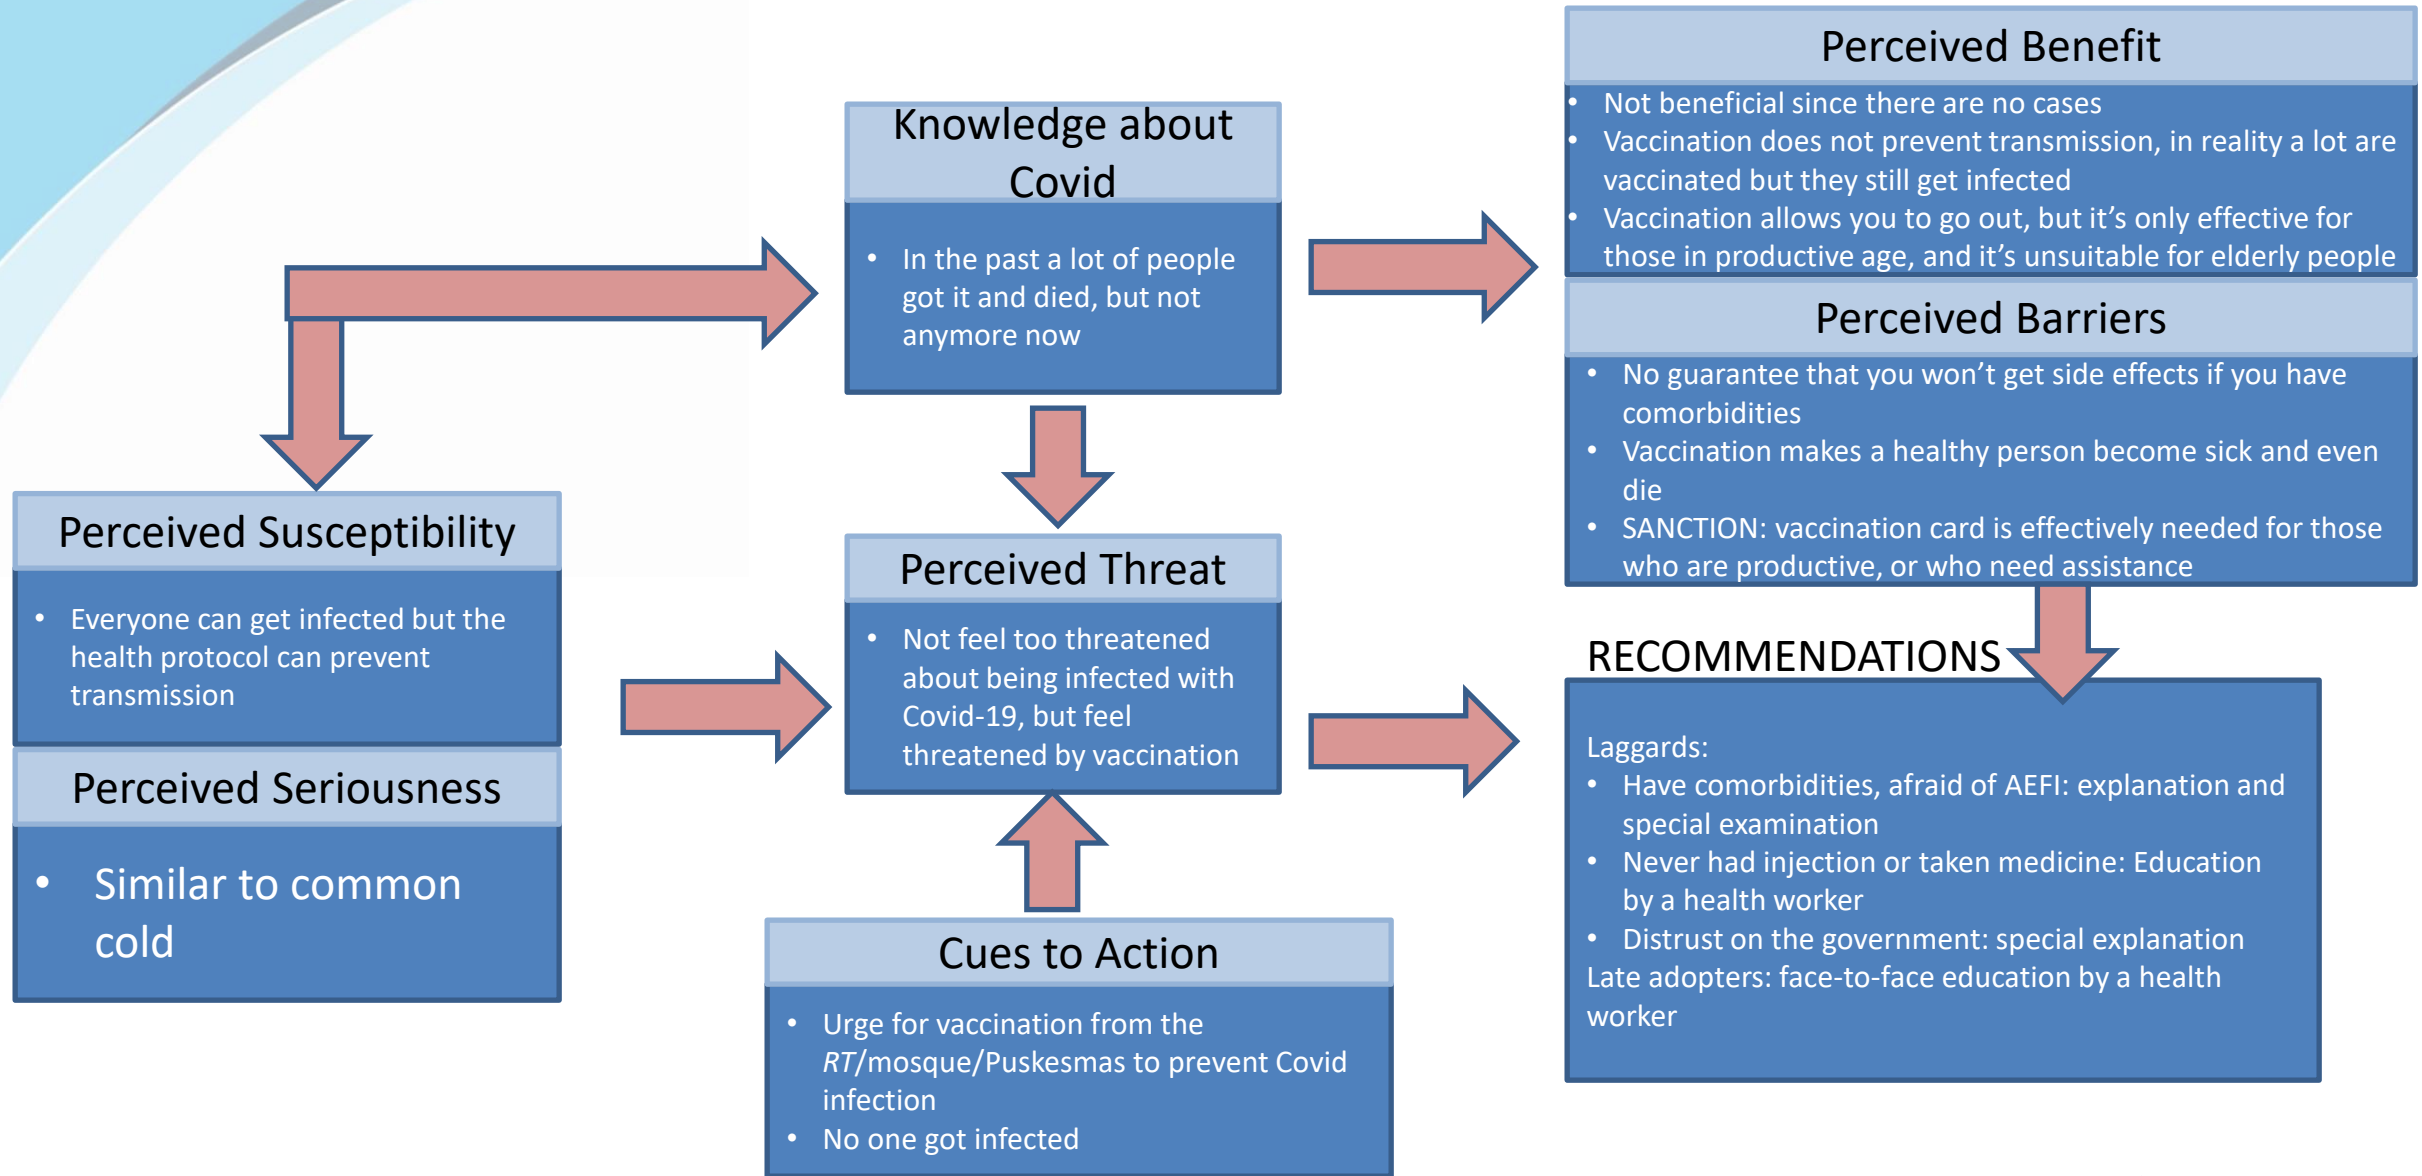 Knowledge about
Covid
• In the past a lot of people
got it and died, but not
anymore now
Perceived Susceptibility
• Everyone can get infected but the
health protocol can prevent
transmission
Perceived Seriousness
• Similar to common
cold
Perceived Threat
• Not feel too threatened
about being infected with
Covid-19, but feel
threatened by vaccination
Cues to Action
• Urge for vaccination from the
RT/mosque/Puskesmas to prevent Covid
infection
• No one got infected
Perceived Benefit
• Not beneficial since there are no cases
• Vaccination does not prevent transmission, in reality a lot are
vaccinated but they still get infected
• Vaccination allows you to go out, but it’s only effective for
those in productive age, and it’s unsuitable for elderly people
Perceived Barriers
• No guarantee that you won’t get side effects if you have
comorbidities
• Vaccination makes a healthy person become sick and even
die
• SANCTION: vaccination card is effectively needed for those
who are productive, or who need assistance
RECOMMENDATIONS
Laggards:
• Have comorbidities, afraid of AEFI: explanation and
special examination
• Never had injection or taken medicine: Education
by a health worker
• Distrust on the government: special explanation
Late adopters: face-to-face education by a health
worker